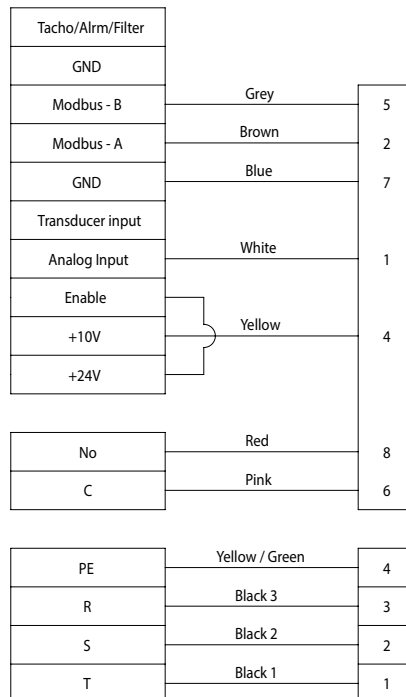 Tacho/Alrm/Filter
GND
Modbus - B Grey 5
Modbus - A Brown 2
GND Blue 7
Transducer input
Analog Input White 1
Enable
+10V Yellow 4
+24V
No Red 8
C Pink 6
PE Yellow / Green 4
R Black 3 3
S Black 2 2
T Black 1 1